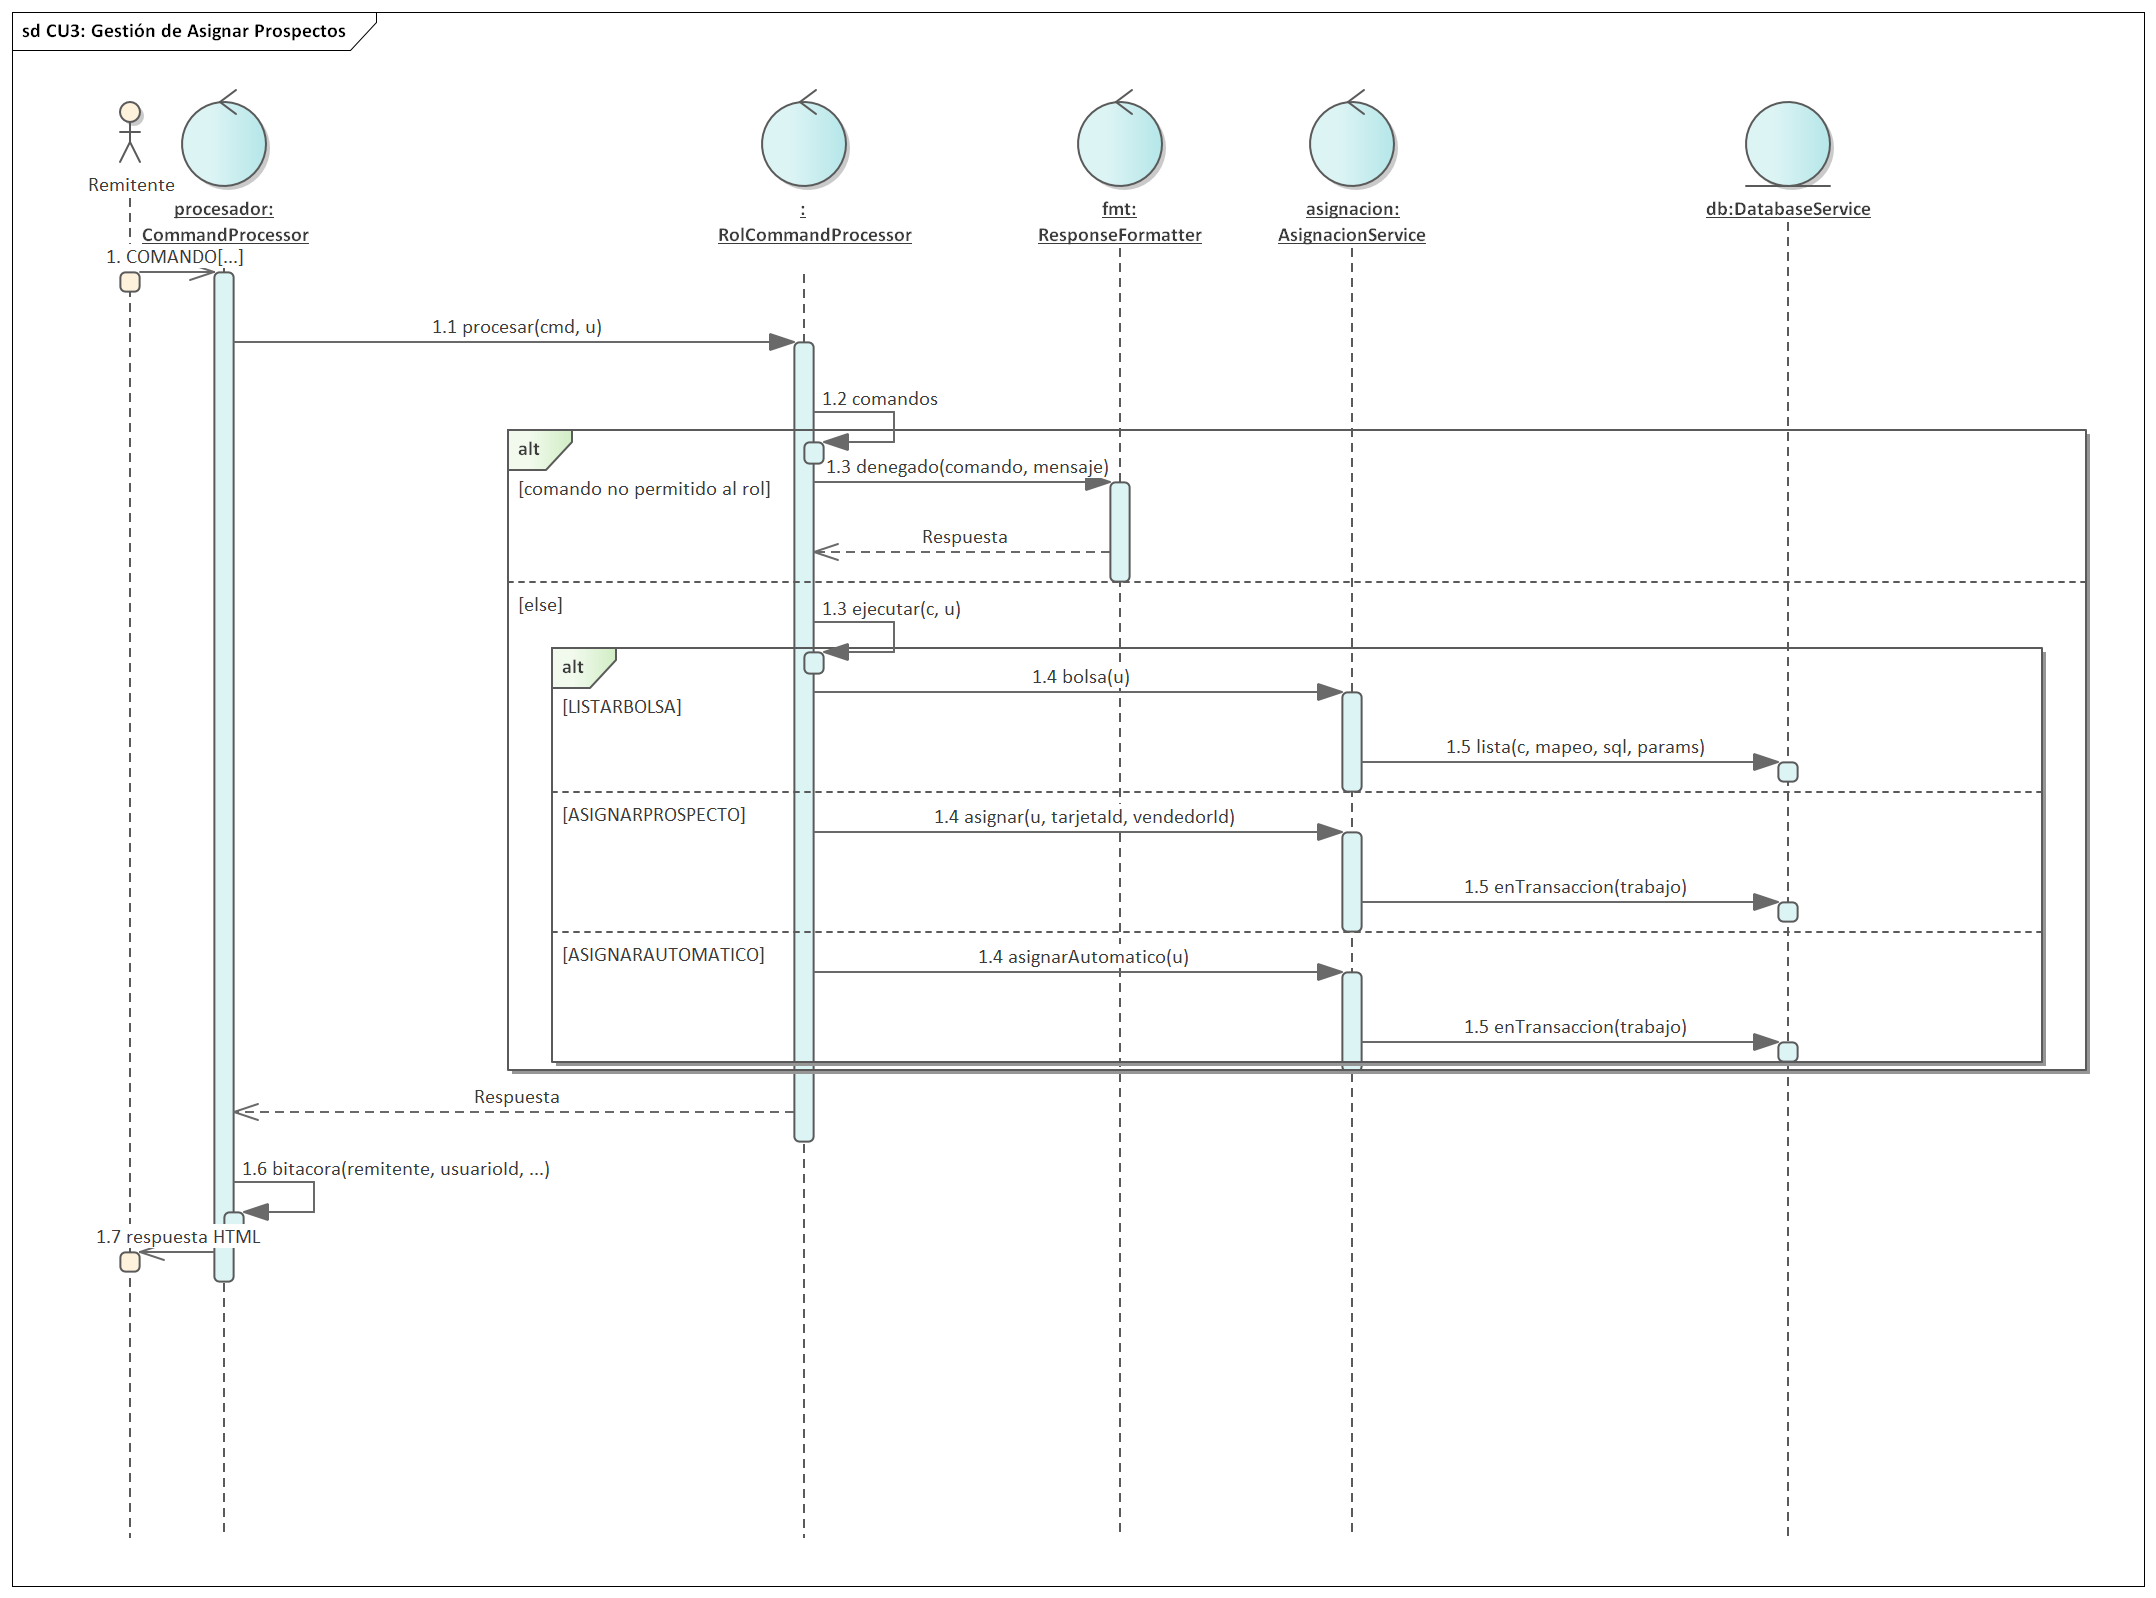 sd CU3: Gestión de Asignar Prospectos
Remitente
procesador:
CommandProcessor
:
RolCommandProcessor
fmt:
ResponseFormatter
asignacion:
AsignacionService
db:DatabaseService
1. COMANDO[...]
1.1 procesar(cmd, u)
1.2 comandos
alt
1.3 denegado(comando, mensaje)
[comando no permitido al rol]
Respuesta
[else]
1.3 ejecutar(c, u)
alt
1.4 bolsa(u)
[LISTARBOLSA]
1.5 lista(c, mapeo, sql, params)
[ASIGNARPROSPECTO]
1.4 asignar(u, tarjetaId, vendedorId)
1.5 enTransaccion(trabajo)
[ASIGNARAUTOMATICO]
1.4 asignarAutomatico(u)
1.5 enTransaccion(trabajo)
Respuesta
1.6 bitacora(remitente, usuarioId, ...)
1.7 respuesta HTML